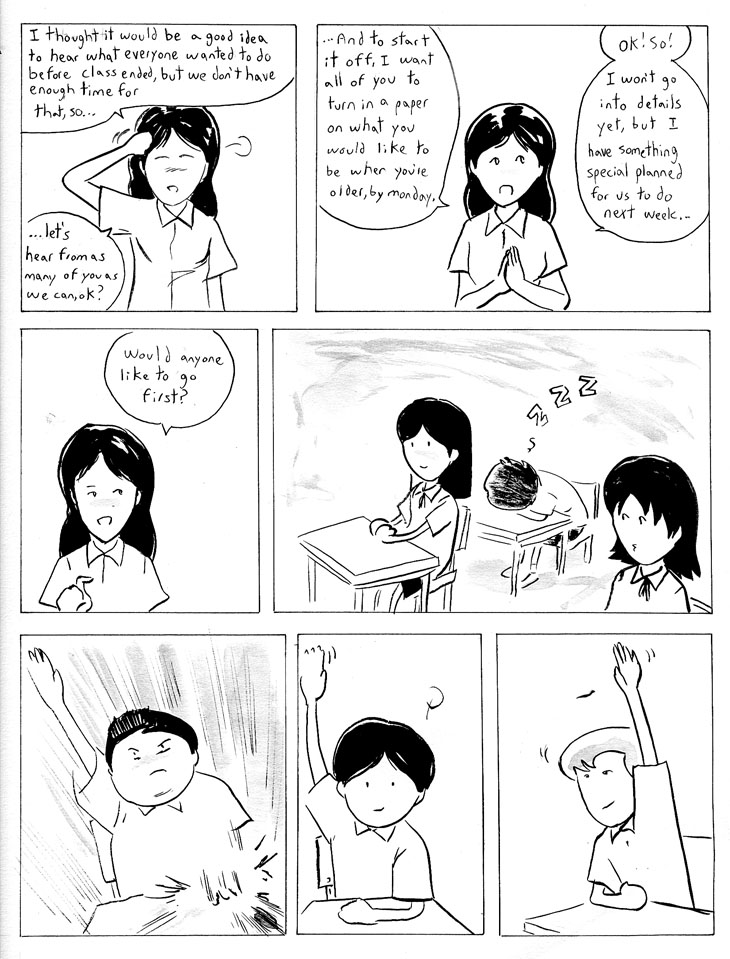 I thought it would be a good idea
to hear what everyone wanted to do
before class ended, but we don't have
enough time for
that, so...
...let's
hear from as
many of you as
we can, ok?
...And to start
it off, I want
all of you to
turn in a paper
on what you
would like to
be when you're
older, by monday.
OK! So!
I won't go
into details
yet, but I
have something
special planned
for us to do
next week...
Would anyone
like to go
first?
zzz